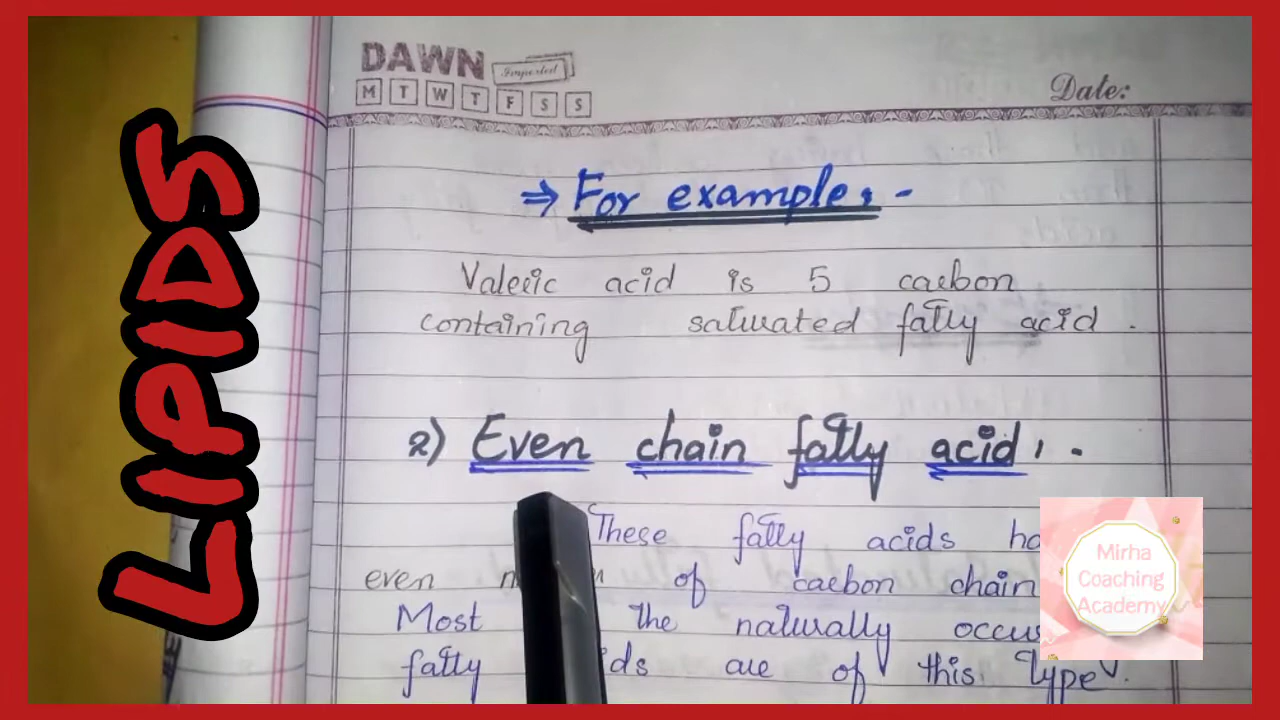 LIPIDS
DAWN
Imported
M T W T F S S
Date:
⇒ For example:-
Valeric acid is 5 carbon
containing saturated fatty acid.
2) Even chain fatty acid:-
These fatty acids
even of carbon chain
Most the naturally
fatty are of this type.
Mirha
Coaching
Academy